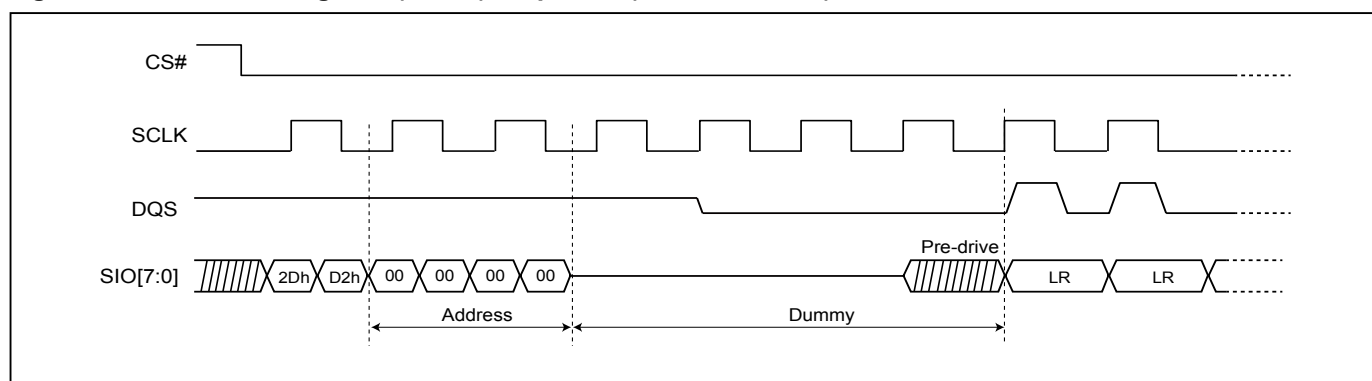 CS#
SCLK
DQS
Pre-drive
SIO[7:0] 2Dh D2h 00 00 00 00 LR LR
Address Dummy